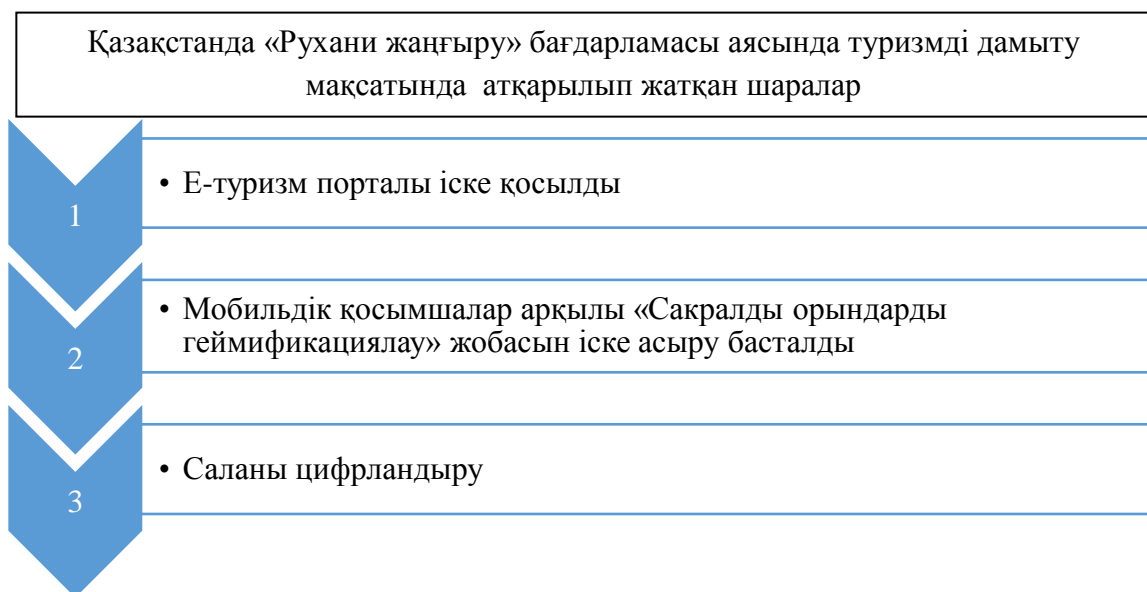 Қазақстанда «Рухани жаңғыру» бағдарламасы аясында туризмді дамыту
мақсатында атқарылып жатқан шаралар
1
• Е-туризм порталы іске қосылды
2
• Мобильдік қосымшалар арқылы «Сакралды орындарды
геймификациялау» жобасын іске асыру басталды
3
• Саланы цифрландыру